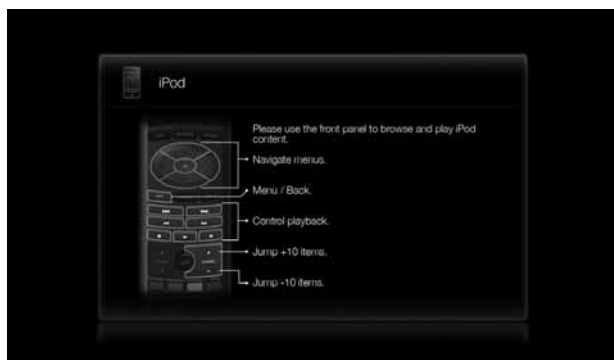 iPod
Please use the front panel to browse and play iPod
content.
Navigate menus.
Menu / Back.
Control playback.
Jump +10 items.
Jump -10 items.